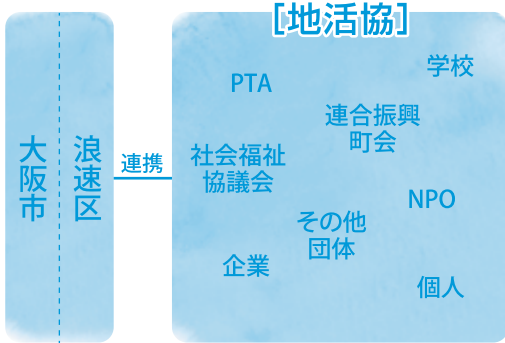 [地活協]
大阪市
浪速区
連携
PTA
学校
連合振興
町会
社会福祉
協議会
NPO
その他
団体
企業
個人